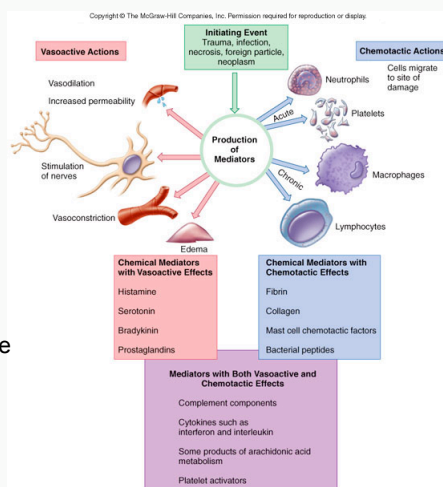 Copyright © The McGraw-Hill Companies, Inc. Permission required for reproduction or display.
Vasoactive Actions
Initiating Event
Trauma, infection,
necrosis, foreign particle,
neoplasm
Chemotactic Actions
Cells migrate
to site of
damage
Vasodilation
Increased permeability
Neutrophils
Acute
Platelets
Production
of
Mediators
Stimulation
of nerves
Macrophages
Chronic
Vasoconstriction
Lymphocytes
Edema
Chemical Mediators
with Vasoactive Effects
Histamine
Serotonin
Bradykinin
Prostaglandins
Chemical Mediators with
Chemotactic Effects
Fibrin
Collagen
Mast cell chemotactic factors
Bacterial peptides
e
Mediators with Both Vasoactive and
Chemotactic Effects
Complement components
Cytokines such as
interferon and interleukin
Some products of arachidonic acid
metabolism
Platelet activators